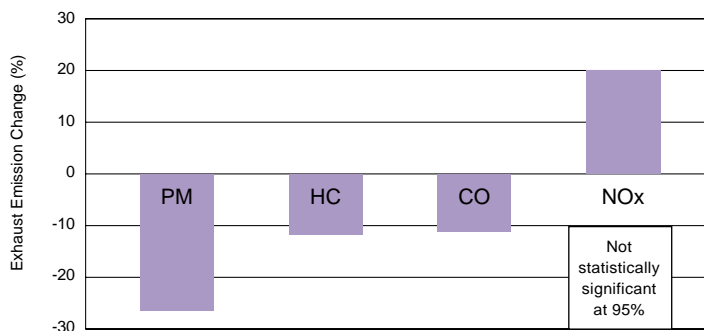 Exhaust Emission Change (%)
30
20
10
0
-10
-20
-30
PM
HC
CO
NOx
Not
statistically
significant
at 95%